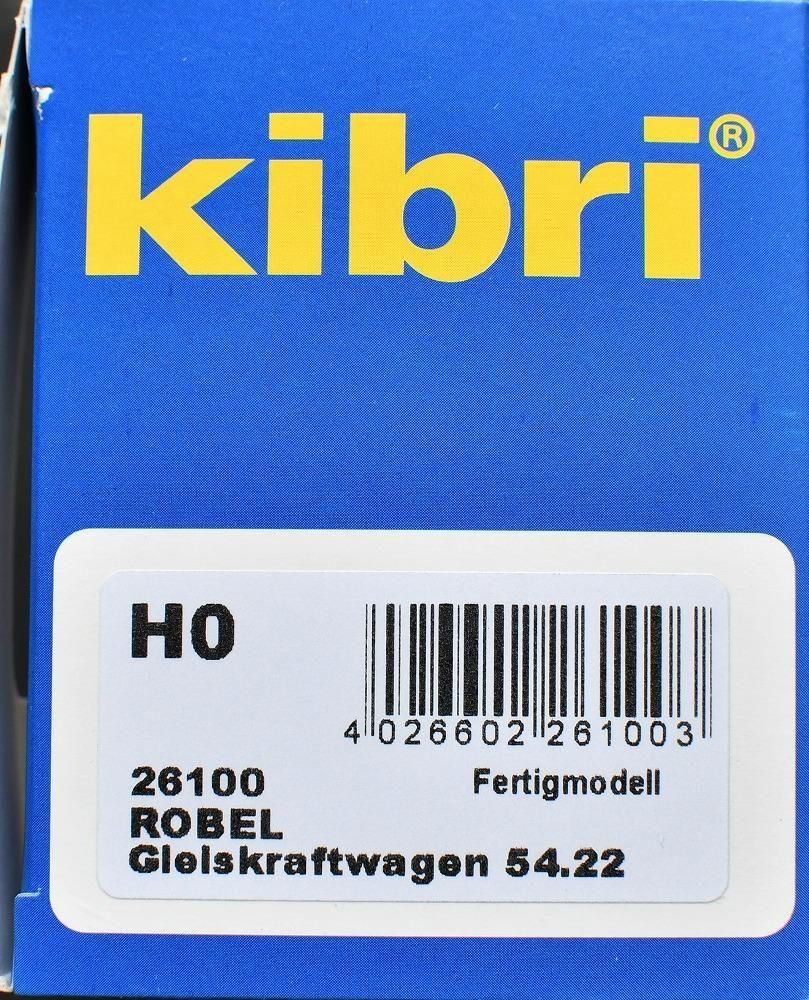 kibri®
H0
4 026602 261003
26100 Fertigmodell
ROBEL
Gleiskraftwagen 54.22